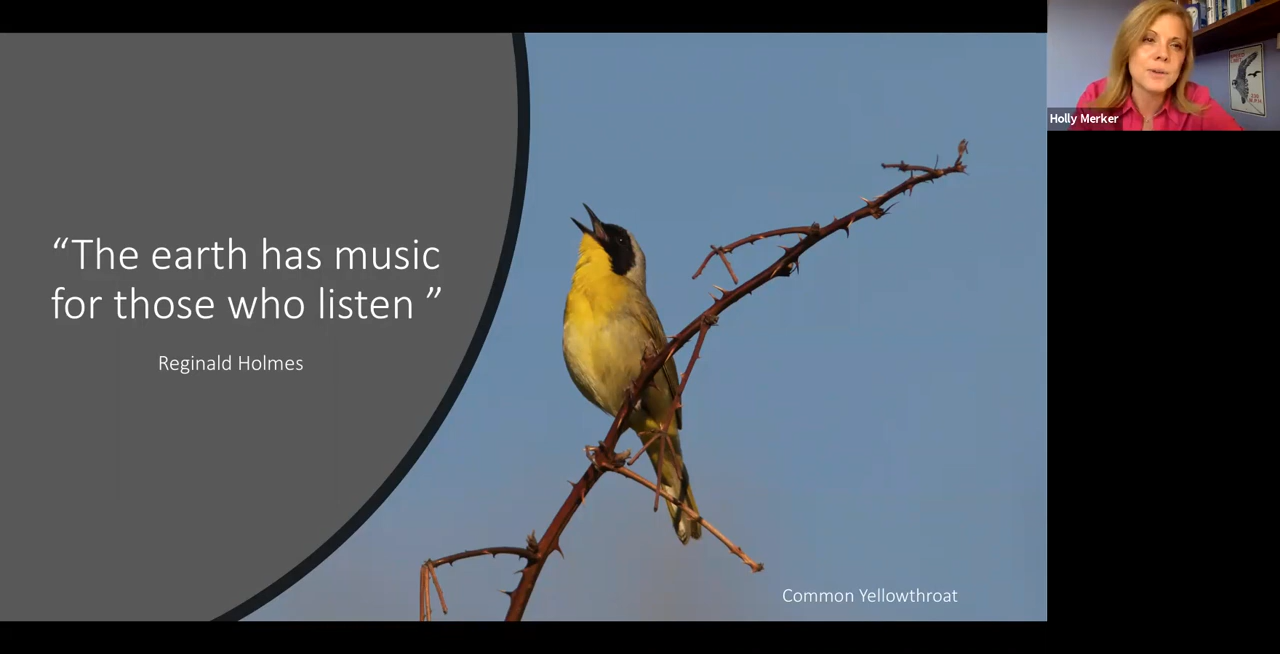 “The earth has music
for those who listen ”
Reginald Holmes
Common Yellowthroat
Holly Merker